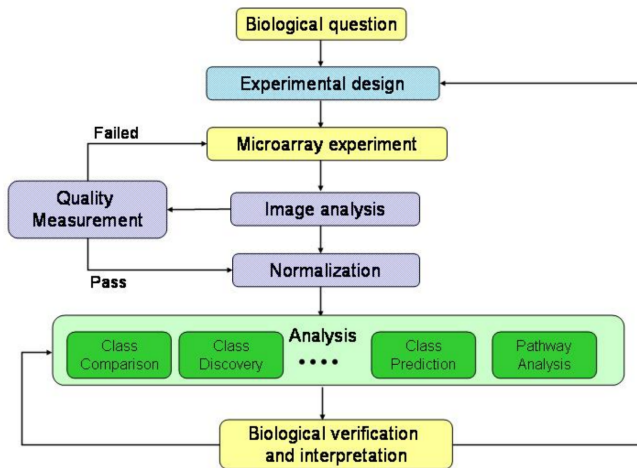 Biological question
Experimental design
Failed
Microarray experiment
Quality
Measurement
Image analysis
Pass
Normalization
Analysis
Class
Comparison
Class
Discovery
••••
Class
Prediction
Pathway
Analysis
Biological verification
and interpretation